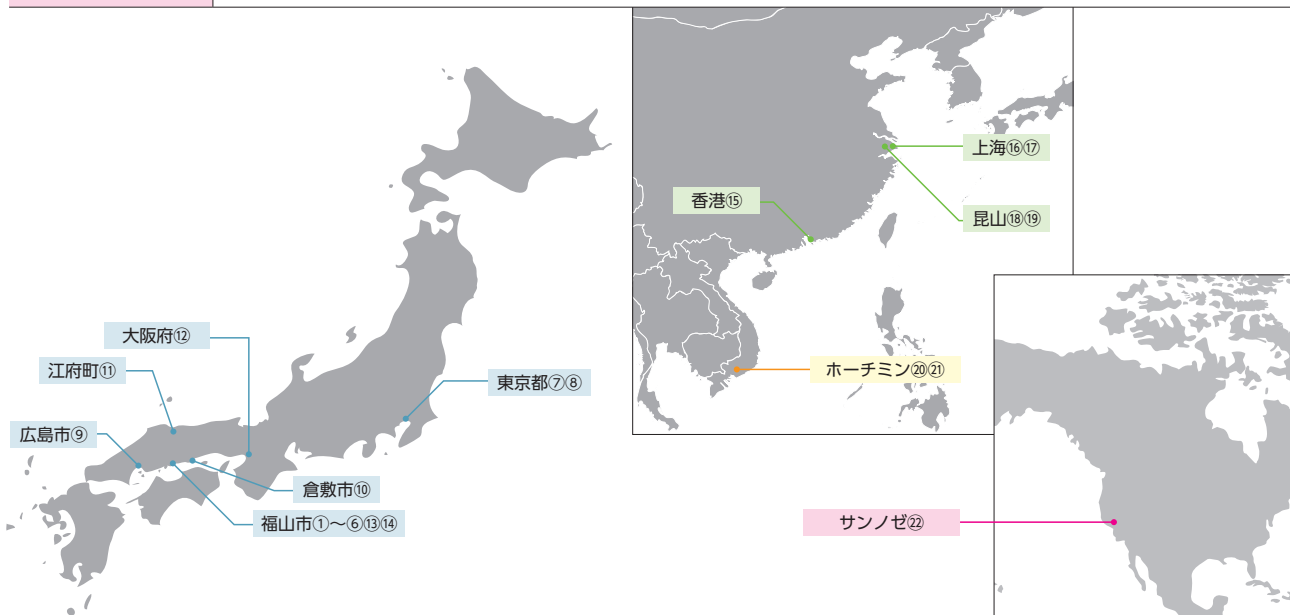 上海⑯⑰
香港⑮
昆山⑱⑲
大阪府⑫
江府町⑪
ホーチミン⑳㉑
東京都⑦⑧
広島市⑨
倉敷市⑩
福山市①～⑥⑬⑭
サンノゼ㉒